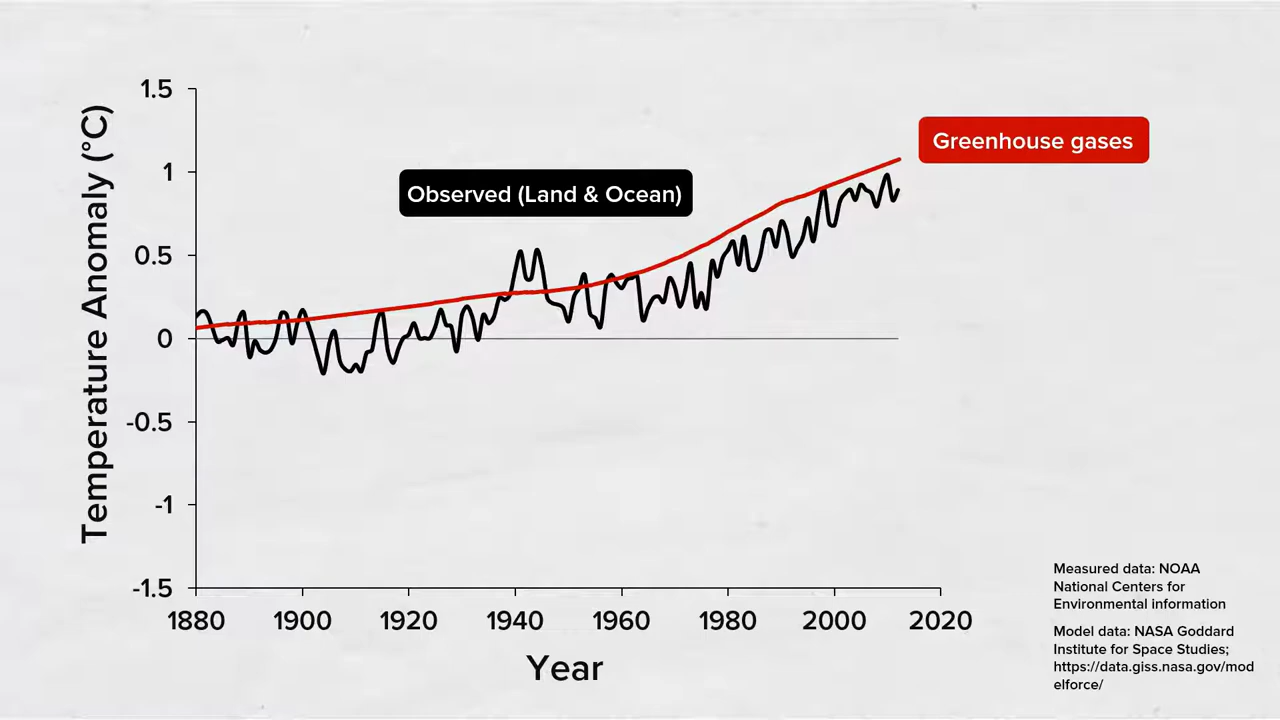 1.5
Greenhouse gases
1
Observed (Land & Ocean)
0.5
0
-0.5
-1
-1.5
Temperature Anomaly (°C)
1880 1900 1920 1940 1960 1980 2000 2020
Year
Measured data: NOAA
National Centers for
Environmental information
Model data: NASA Goddard
Institute for Space Studies;
https://data.giss.nasa.gov/mod
elforce/